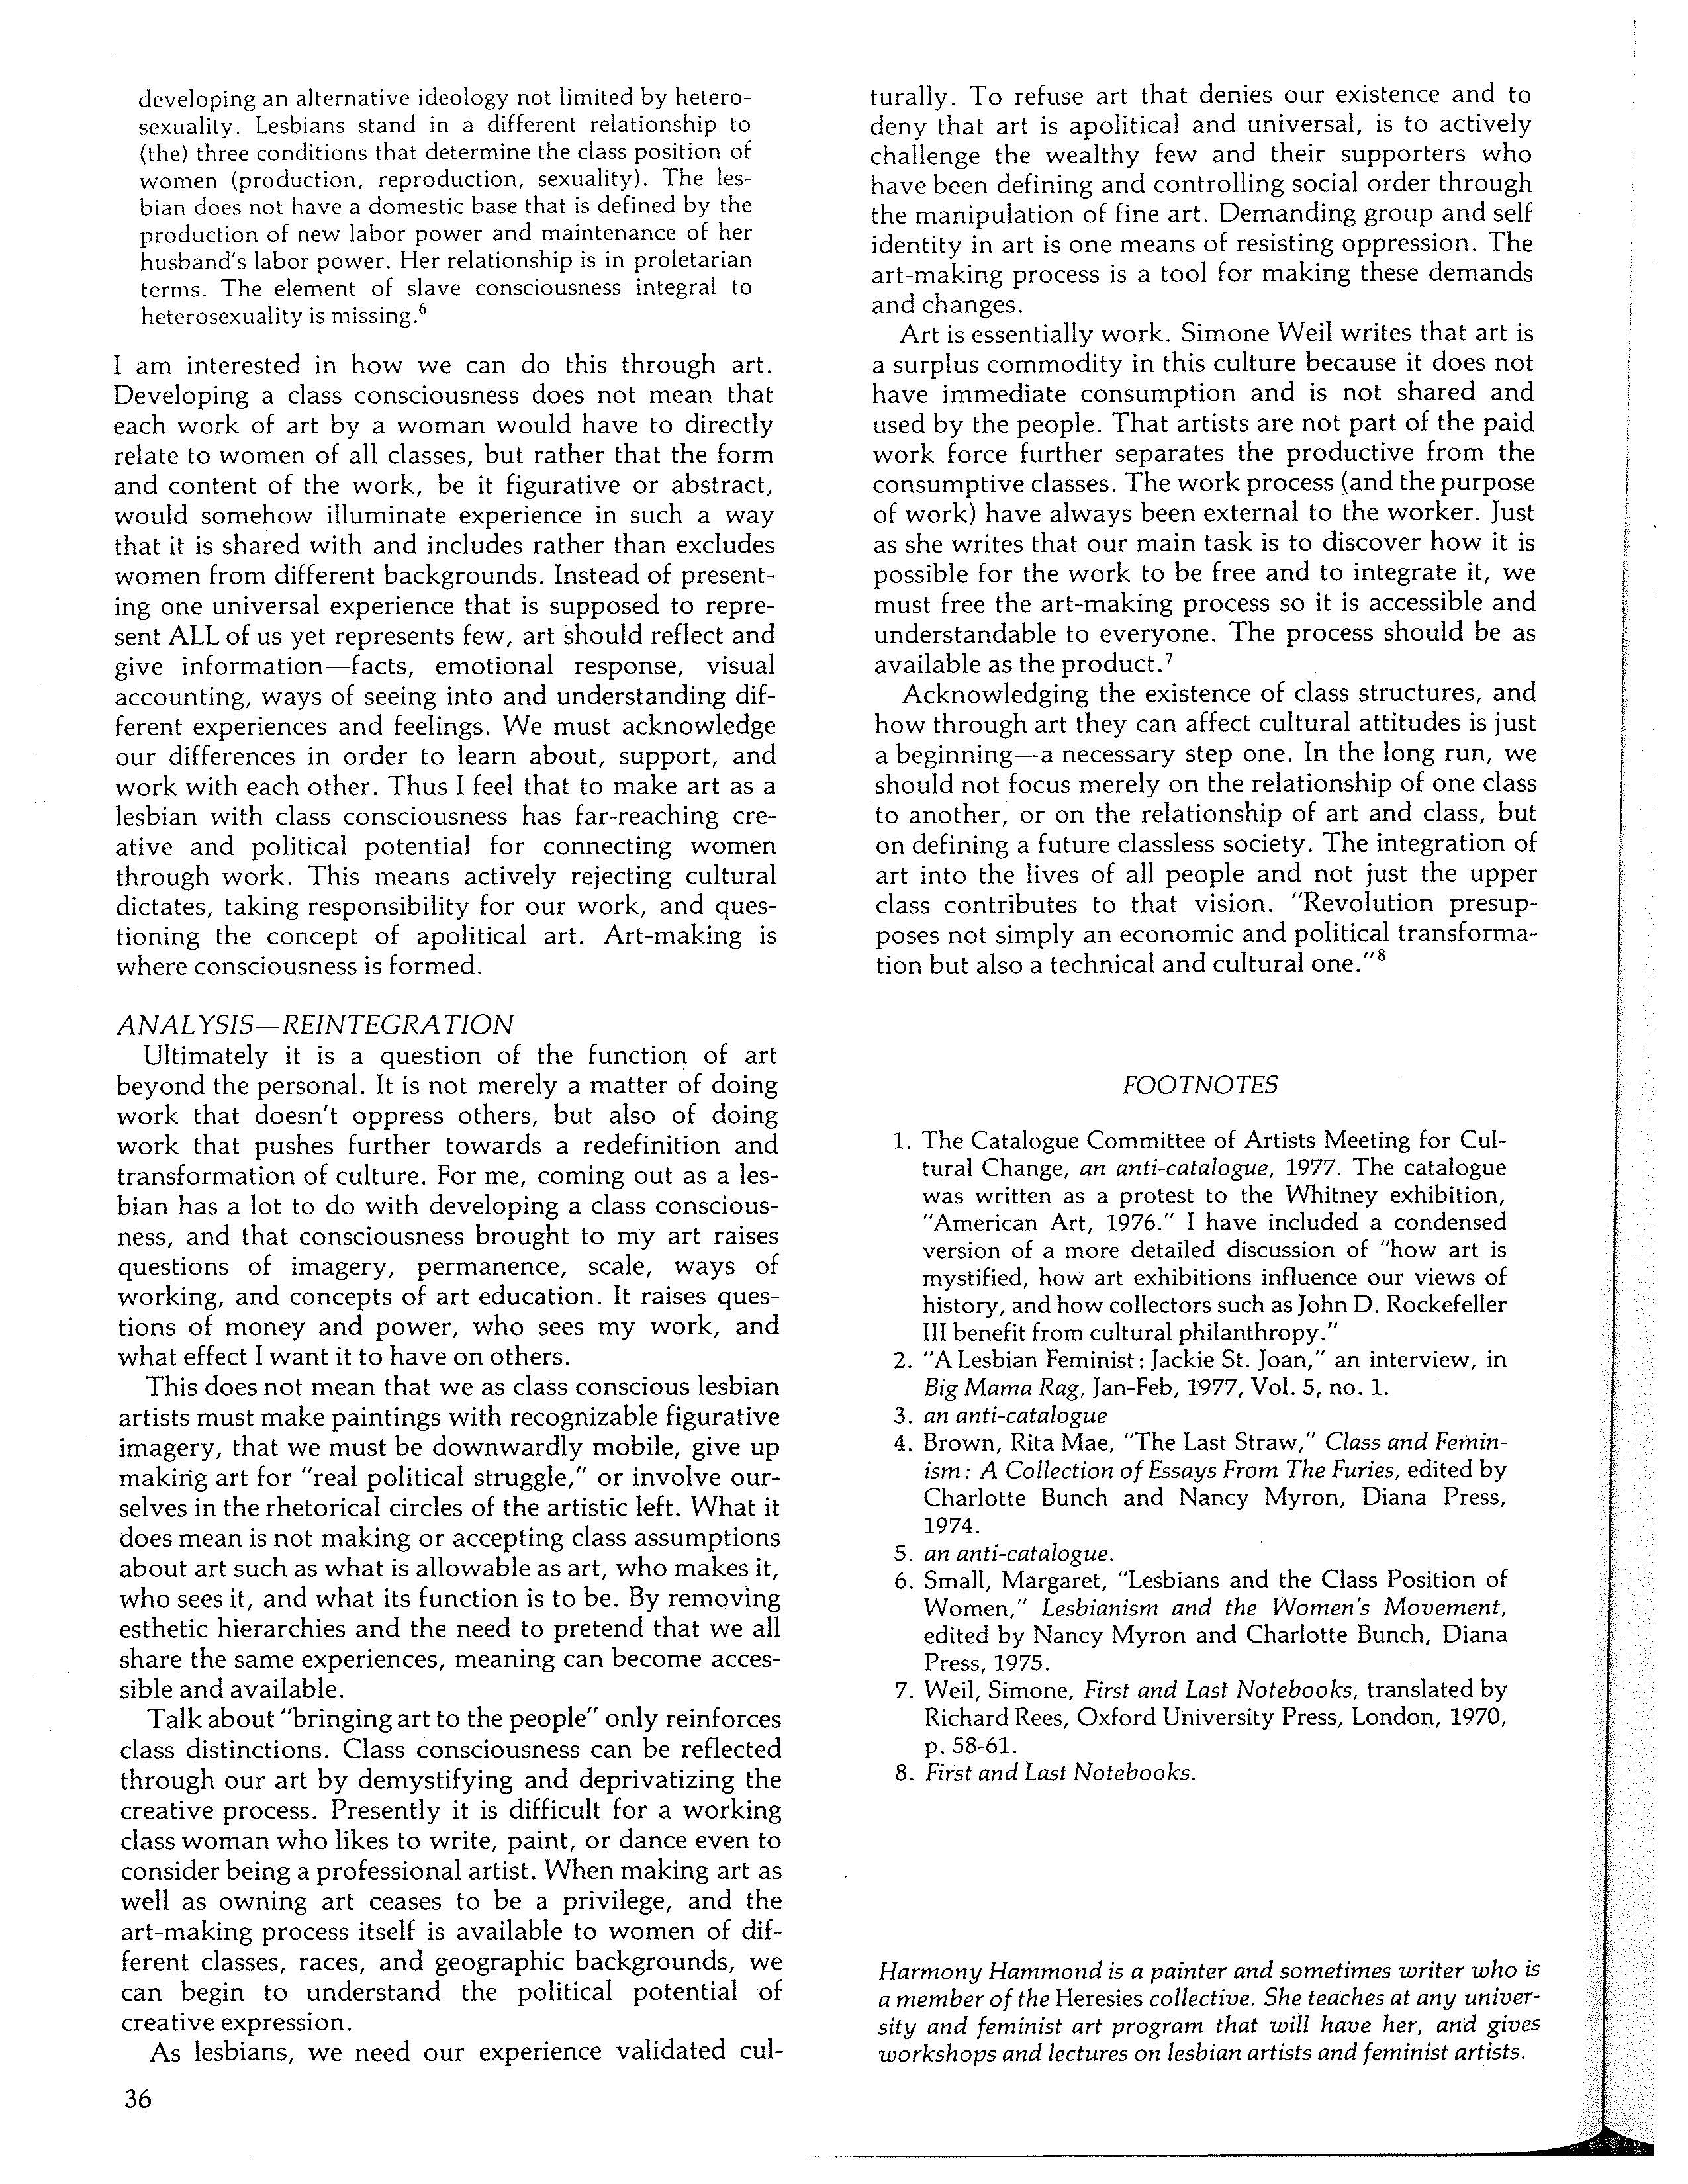 developing an alternative ideology not limited by hetero-
sexuality. Lesbians stand in a different relationship to
(the) three conditions that determine the class position of
women (production, reproduction, sexuality). The les-
bian does not have a domestic base that is defined by the
production of new labor power and maintenance of her
husband's labor power. Her relationship is in proletarian
terms. The element of slave consciousness integral to
heterosexuality is missing.⁶
I am interested in how we can do this through art.
Developing a class consciousness does not mean that
each work of art by a woman would have to directly
relate to women of all classes, but rather that the form
and content of the work, be it figurative or abstract,
would somehow illuminate experience in such a way
that it is shared with and includes rather than excludes
women from different backgrounds. Instead of present-
ing one universal experience that is supposed to repre-
sent ALL of us yet represents few, art should reflect and
give information—facts, emotional response, visual
accounting, ways of seeing into and understanding dif-
ferent experiences and feelings. We must acknowledge
our differences in order to learn about, support, and
work with each other. Thus I feel that to make art as a
lesbian with class consciousness has far-reaching cre-
ative and political potential for connecting women
through work. This means actively rejecting cultural
dictates, taking responsibility for our work, and ques-
tioning the concept of apolitical art. Art-making is
where consciousness is formed.
ANALYSIS—REINTEGRATION
Ultimately it is a question of the function of art
beyond the personal. It is not merely a matter of doing
work that doesn't oppress others, but also of doing
work that pushes further towards a redefinition and
transformation of culture. For me, coming out as a les-
bian has a lot to do with developing a class conscious-
ness, and that consciousness brought to my art raises
questions of imagery, permanence, scale, ways of
working, and concepts of art education. It raises ques-
tions of money and power, who sees my work, and
what effect I want it to have on others.
This does not mean that we as class conscious lesbian
artists must make paintings with recognizable figurative
imagery, that we must be downwardly mobile, give up
making art for "real political struggle," or involve our-
selves in the rhetorical circles of the artistic left. What it
does mean is not making or accepting class assumptions
about art such as what is allowable as art, who makes it,
who sees it, and what its function is to be. By removing
esthetic hierarchies and the need to pretend that we all
share the same experiences, meaning can become acces-
sible and available.
Talk about "bringing art to the people" only reinforces
class distinctions. Class consciousness can be reflected
through our art by demystifying and deprivatizing the
creative process. Presently it is difficult for a working
class woman who likes to write, paint, or dance even to
consider being a professional artist. When making art as
well as owning art ceases to be a privilege, and the
art-making process itself is available to women of dif-
ferent classes, races, and geographic backgrounds, we
can begin to understand the political potential of
creative expression.
As lesbians, we need our experience validated cul-
36
turally. To refuse art that denies our existence and to
deny that art is apolitical and universal, is to actively
challenge the wealthy few and their supporters who
have been defining and controlling social order through
the manipulation of fine art. Demanding group and self
identity in art is one means of resisting oppression. The
art-making process is a tool for making these demands
and changes.
Art is essentially work. Simone Weil writes that art is
a surplus commodity in this culture because it does not
have immediate consumption and is not shared and
used by the people. That artists are not part of the paid
work force further separates the productive from the
consumptive classes. The work process (and the purpose
of work) have always been external to the worker. Just
as she writes that our main task is to discover how it is
possible for the work to be free and to integrate it, we
must free the art-making process so it is accessible and
understandable to everyone. The process should be as
available as the product.⁷
Acknowledging the existence of class structures, and
how through art they can affect cultural attitudes is just
a beginning—a necessary step one. In the long run, we
should not focus merely on the relationship of one class
to another, or on the relationship of art and class, but
on defining a future classless society. The integration of
art into the lives of all people and not just the upper
class contributes to that vision. "Revolution presup-
poses not simply an economic and political transforma-
tion but also a technical and cultural one."⁸
FOOTNOTES
1. The Catalogue Committee of Artists Meeting for Cul-
tural Change, an anti-catalogue, 1977. The catalogue
was written as a protest to the Whitney exhibition,
"American Art, 1976." I have included a condensed
version of a more detailed discussion of "how art is
mystified, how art exhibitions influence our views of
history, and how collectors such as John D. Rockefeller
III benefit from cultural philanthropy."
2. "A Lesbian Feminist: Jackie St. Joan," an interview, in
Big Mama Rag, Jan-Feb, 1977, Vol. 5, no. 1.
3. an anti-catalogue
4. Brown, Rita Mae, "The Last Straw," Class and Femin-
ism: A Collection of Essays From The Furies, edited by
Charlotte Bunch and Nancy Myron, Diana Press,
1974.
5. an anti-catalogue.
6. Small, Margaret, "Lesbians and the Class Position of
Women," Lesbianism and the Women's Movement,
edited by Nancy Myron and Charlotte Bunch, Diana
Press, 1975.
7. Weil, Simone, First and Last Notebooks, translated by
Richard Rees, Oxford University Press, London, 1970,
p. 58-61.
8. First and Last Notebooks.
Harmony Hammond is a painter and sometimes writer who is
a member of the Heresies collective. She teaches at any univer-
sity and feminist art program that will have her, and gives
workshops and lectures on lesbian artists and feminist artists.